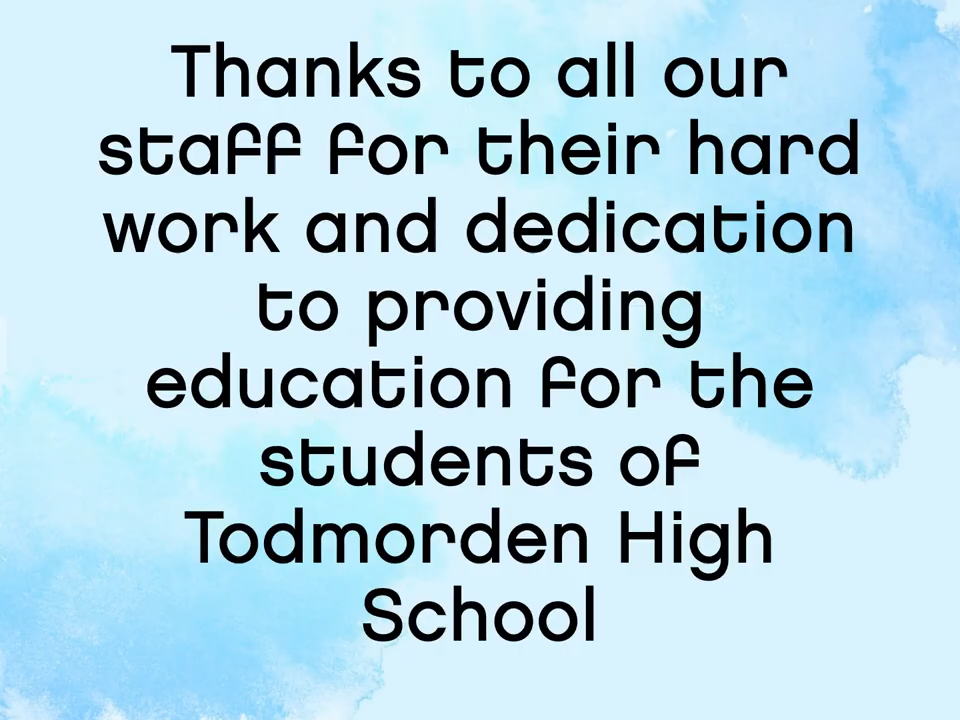 Thanks to all our
staff for their hard
work and dedication
to providing
education for the
students of
Todmorden High
School